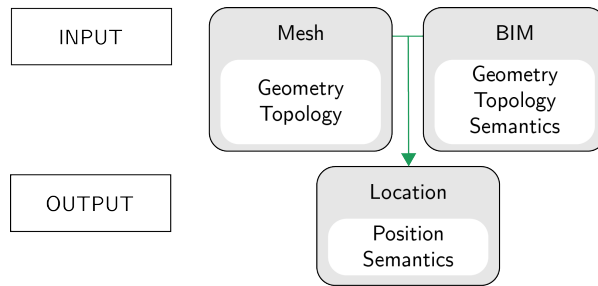 INPUT
Mesh
BIM
Geometry
Topology
Geometry
Topology
Semantics
OUTPUT
Location
Position
Semantics